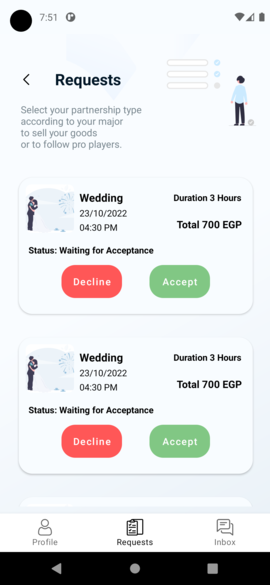 7:51
Requests
Select your partnership type
according to your major
to sell your goods
or to follow pro players.
Wedding
Duration 3 Hours
23/10/2022
Total 700 EGP
04:30 PM
Status: Waiting for Acceptance
Decline
Accept
Wedding
Duration 3 Hours
23/10/2022
Total 700 EGP
04:30 PM
Status: Waiting for Acceptance
Decline
Accept
Profile
Requests
Inbox